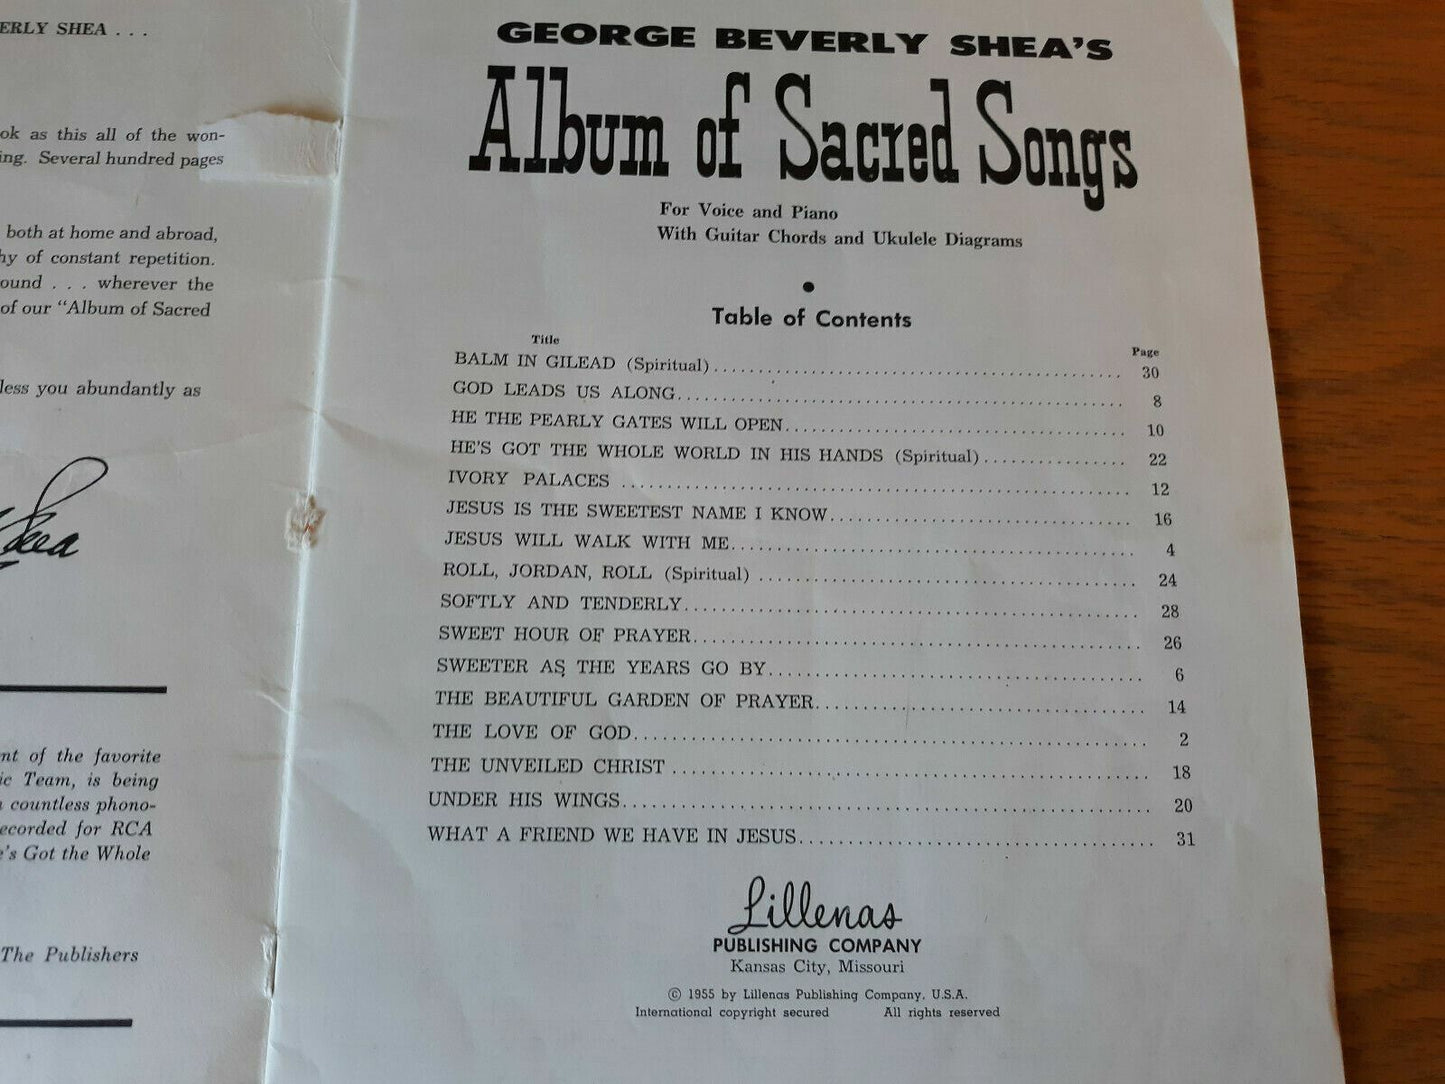 ERLY SHEA . . .
ok as this all of the won-
ing. Several hundred pages
both at home and abroad,
hy of constant repetition.
ound . . . wherever the
of our "Album of Sacred
less you abundantly as
Shea
nt of the favorite
ic Team, is being
countless phono-
ecorded for RCA
e's Got the Whole
The Publishers
GEORGE BEVERLY SHEA'S
Album of Sacred Songs
For Voice and Piano
With Guitar Chords and Ukulele Diagrams
•
Table of Contents
Title Page
BALM IN GILEAD (Spiritual) 30
GOD LEADS US ALONG 8
HE THE PEARLY GATES WILL OPEN 10
HE'S GOT THE WHOLE WORLD IN HIS HANDS (Spiritual) 22
IVORY PALACES 12
JESUS IS THE SWEETEST NAME I KNOW 16
JESUS WILL WALK WITH ME 4
ROLL, JORDAN, ROLL (Spiritual) 24
SOFTLY AND TENDERLY 28
SWEET HOUR OF PRAYER 26
SWEETER AS THE YEARS GO BY 6
THE BEAUTIFUL GARDEN OF PRAYER 14
THE LOVE OF GOD 2
THE UNVEILED CHRIST 18
UNDER HIS WINGS 20
WHAT A FRIEND WE HAVE IN JESUS 31
Lillenas
PUBLISHING COMPANY
Kansas City, Missouri
© 1955 by Lillenas Publishing Company, U.S.A.
International copyright secured All rights reserved